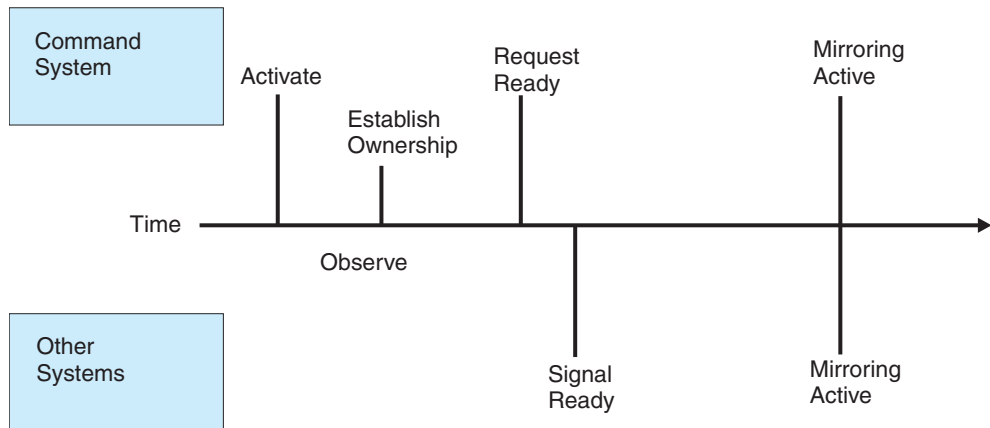 Command
System
Activate
Establish
Ownership
Request
Ready
Mirroring
Active
Time
Observe
Other
Systems
Signal
Ready
Mirroring
Active